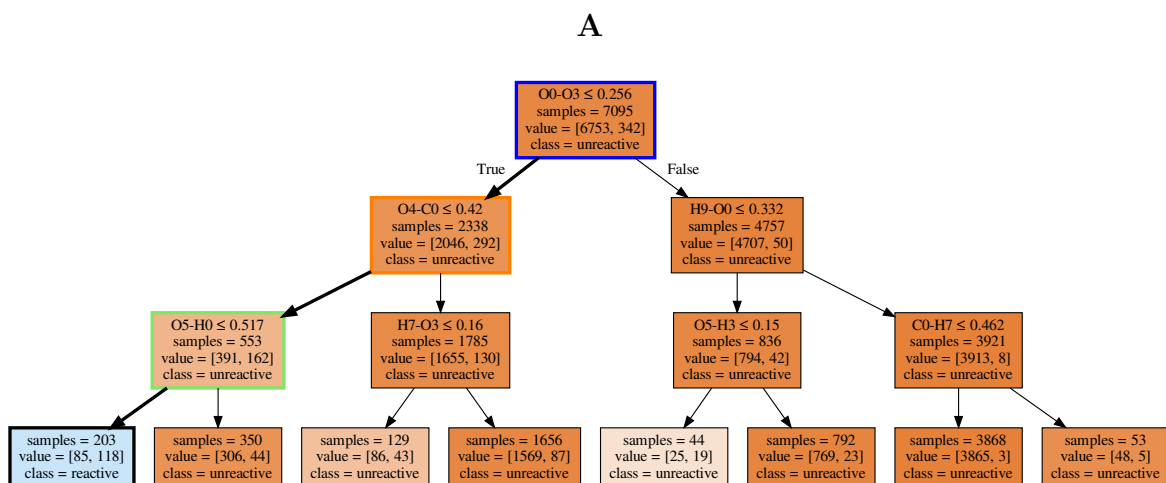 A
O0-O3 ≤ 0.256
samples = 7095
value = [6753, 342]
class = unreactive
True
False
O4-C0 ≤ 0.42
samples = 2338
value = [2046, 292]
class = unreactive
H9-O0 ≤ 0.332
samples = 4757
value = [4707, 50]
class = unreactive
O5-H0 ≤ 0.517
samples = 553
value = [391, 162]
class = unreactive
H7-O3 ≤ 0.16
samples = 1785
value = [1655, 130]
class = unreactive
O5-H3 ≤ 0.15
samples = 836
value = [794, 42]
class = unreactive
C0-H7 ≤ 0.462
samples = 3921
value = [3913, 8]
class = unreactive
samples = 203
value = [85, 118]
class = reactive
samples = 350
value = [306, 44]
class = unreactive
samples = 129
value = [86, 43]
class = unreactive
samples = 1656
value = [1569, 87]
class = unreactive
samples = 44
value = [25, 19]
class = unreactive
samples = 792
value = [769, 23]
class = unreactive
samples = 3868
value = [3865, 3]
class = unreactive
samples = 53
value = [48, 5]
class = unreactive